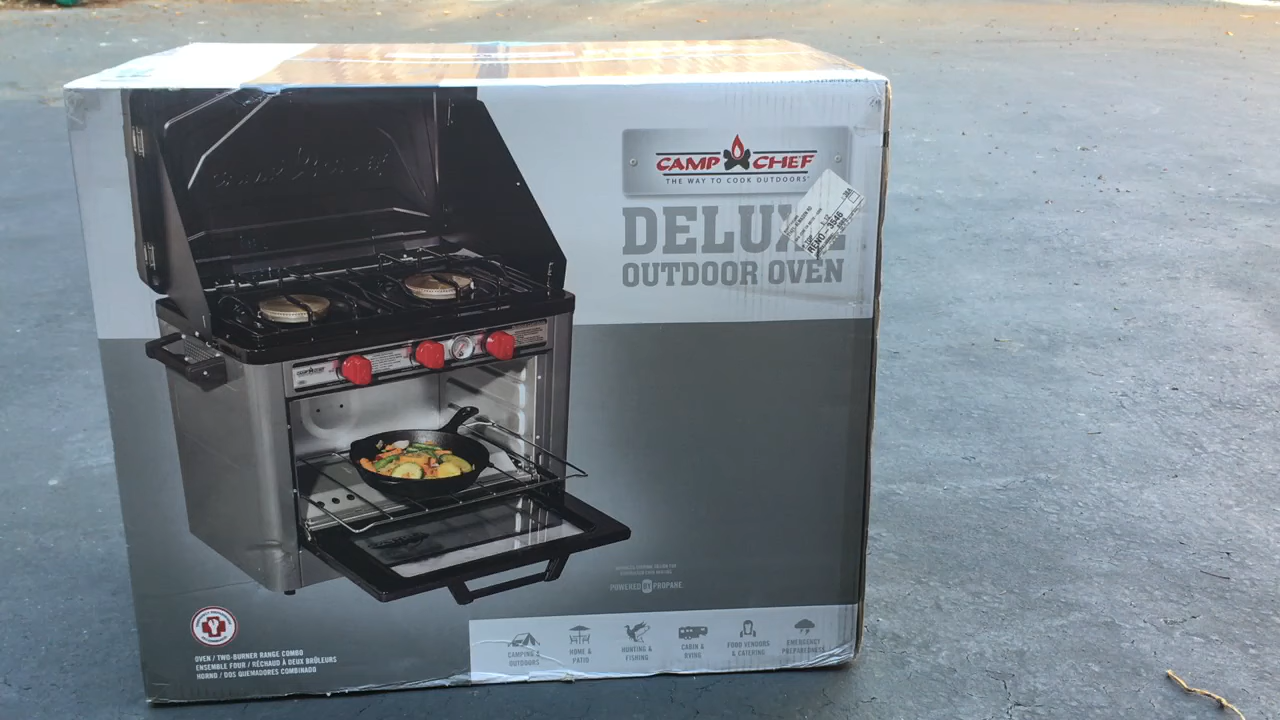 CAMP CHEF
THE WAY TO COOK OUTDOORS
DELUXE
OUTDOOR OVEN
RENO
POWERED BY PROPANE.
CAMPING &
OUTDOORS
HOME &
PATIO
HUNTING &
FISHING
CABIN &
RVING
FOOD VENDORS
& CATERING
EMERGENCY
PREPAREDNESS
OVEN / TWO-BURNER RANGE COMBO
ENSEMBLE FOUR / RÉCHAUD À DEUX BRÛLEURS
HORNO / DOS QUEMADORES COMBINADO